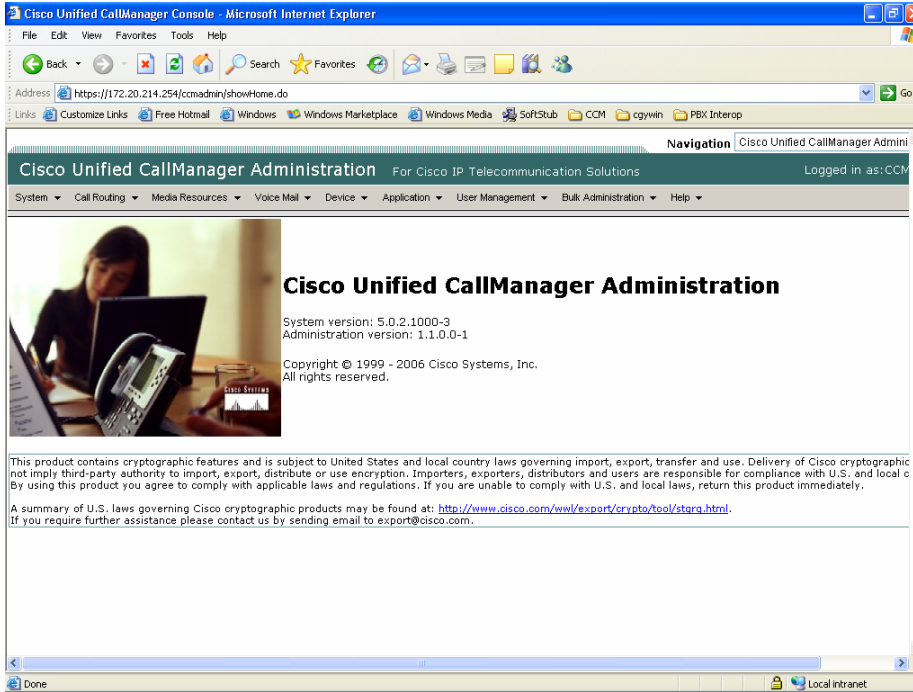 Cisco Unified CallManager Console - Microsoft Internet Explorer
File Edit View Favorites Tools Help
Back Search Favorites
Address https://172.20.214.254/ccmadmin/showHome.do Go
Links Customize Links Free Hotmail Windows Windows Marketplace Windows Media SoftStub CCM cgywin PBX Interop
Navigation Cisco Unified CallManager Admini
Cisco Unified CallManager Administration For Cisco IP Telecommunication Solutions Logged in as:CCM
System Call Routing Media Resources Voice Mail Device Application User Management Bulk Administration Help
Cisco Unified CallManager Administration
System version: 5.0.2.1000-3
Administration version: 1.1.0.0-1
Copyright © 1999 - 2006 Cisco Systems, Inc.
All rights reserved.
CISCO SYSTEMS
This product contains cryptographic features and is subject to United States and local country laws governing import, export, transfer and use. Delivery of Cisco cryptographic
not imply third-party authority to import, export, distribute or use encryption. Importers, exporters, distributors and users are responsible for compliance with U.S. and local c
By using this product you agree to comply with applicable laws and regulations. If you are unable to comply with U.S. and local laws, return this product immediately.
A summary of U.S. laws governing Cisco cryptographic products may be found at: http://www.cisco.com/wwl/export/crypto/tool/stqrg.html.
If you require further assistance please contact us by sending email to export@cisco.com.
Done Local intranet